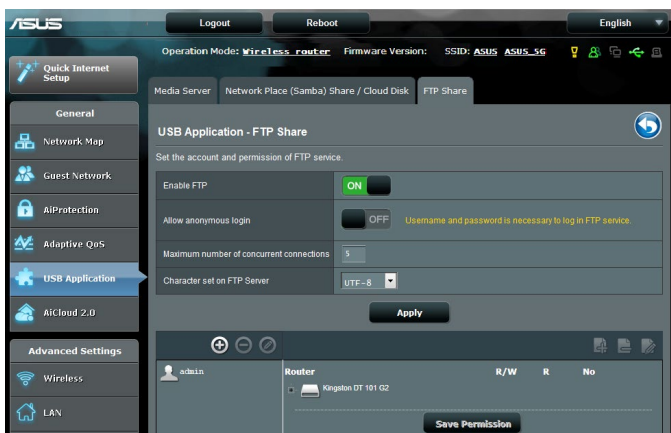 ASUS
Logout Reboot English
Operation Mode: Wireless router Firmware Version: SSID: ASUS ASUS_5G
Quick Internet Setup
Media Server Network Place (Samba) Share / Cloud Disk FTP Share
General
USB Application - FTP Share
Network Map
Set the account and permission of FTP service.
Guest Network
Enable FTP ON
AiProtection
Allow anonymous login OFF Username and password is necessary to log in FTP service.
Adaptive QoS
Maximum number of concurrent connections 5
USB Application
Character set on FTP Server UTF-8
AiCloud 2.0
Apply
Advanced Settings
admin Router R/W R No
Wireless
Kingston DT 101 G2
LAN
Save Permission